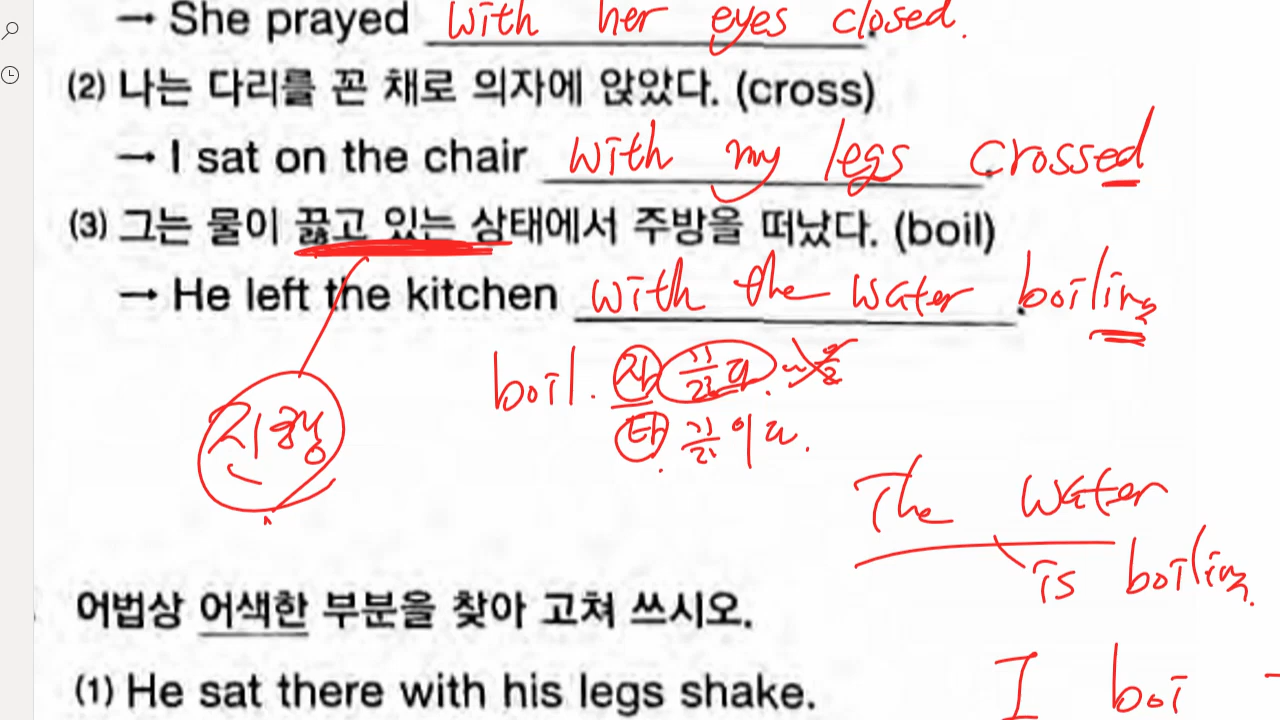 → She prayed with her eyes closed.
(2) 나는 다리를 꼰 채로 의자에 앉았다. (cross)
→ I sat on the chair with my legs crossed.
(3) 그는 물이 끓고 있는 상태에서 주방을 떠났다. (boil)
→ He left the kitchen with the water boiling.
boil. 자 끓다.
타 끓이다.
진행
The water
is boiling.
어법상 어색한 부분을 찾아 고쳐 쓰시오.
(1) He sat there with his legs shake.
I boi